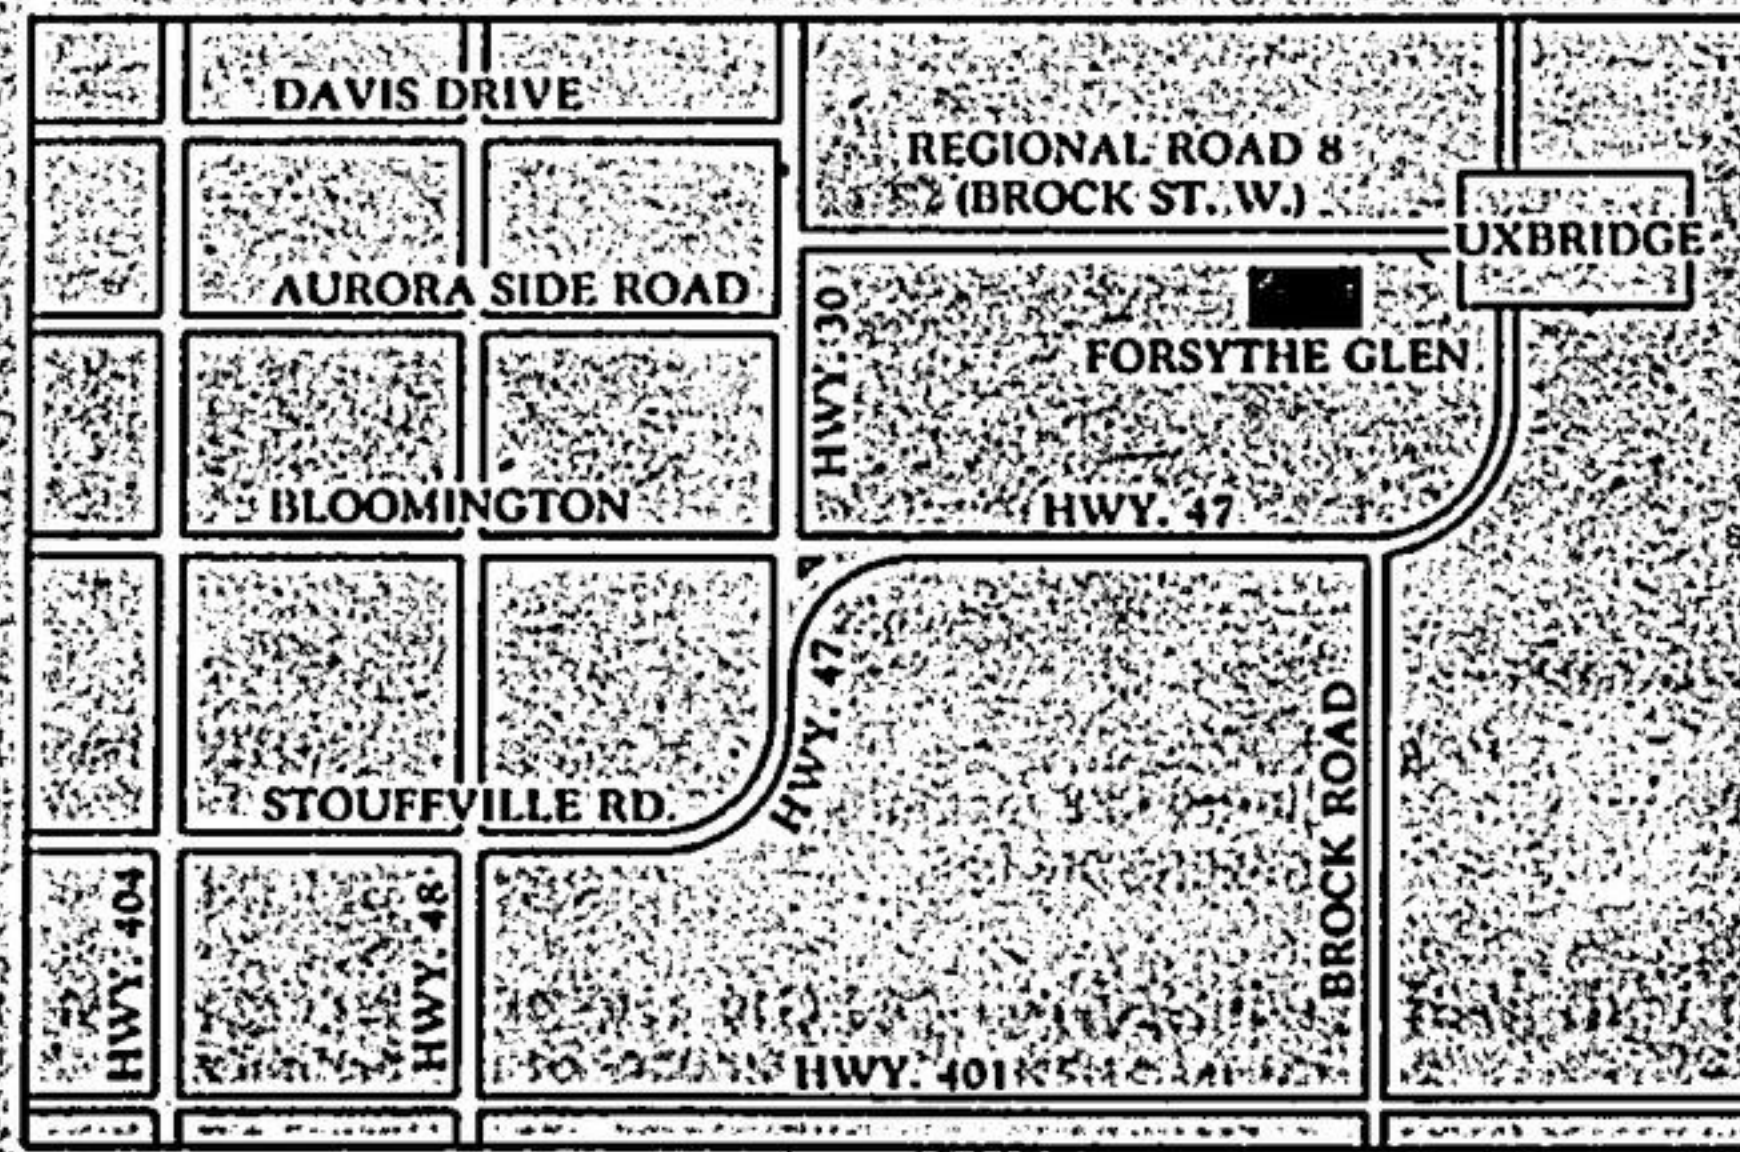 DAVIS DRIVE
REGIONAL ROAD 8
(BROCK ST. W.)
UXBRIDGE
AURORA SIDE ROAD
HWY. 30
FORSYTHE GLEN
BLOOMINGTON
HWY. 47
HWY. 47
STOUFFVILLE RD.
BROCK ROAD
HWY. 404
HWY. 48
HWY. 401